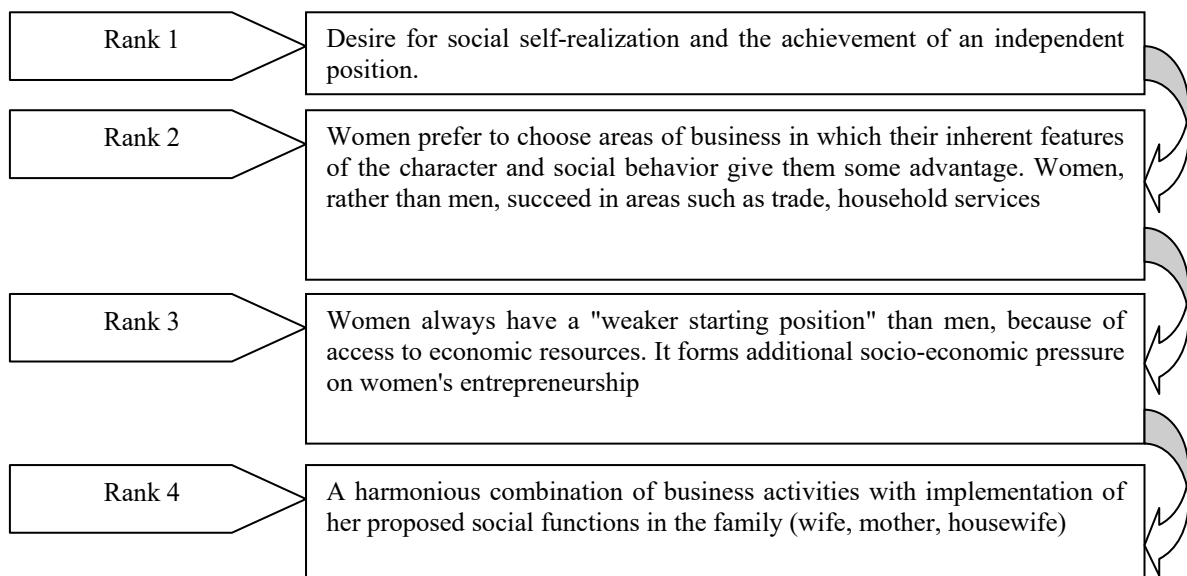 Rank 1
Desire for social self-realization and the achievement of an independent
position.
Rank 2
Women prefer to choose areas of business in which their inherent features
of the character and social behavior give them some advantage. Women,
rather than men, succeed in areas such as trade, household services
Rank 3
Women always have a "weaker starting position" than men, because of
access to economic resources. It forms additional socio-economic pressure
on women's entrepreneurship
Rank 4
A harmonious combination of business activities with implementation of
her proposed social functions in the family (wife, mother, housewife)